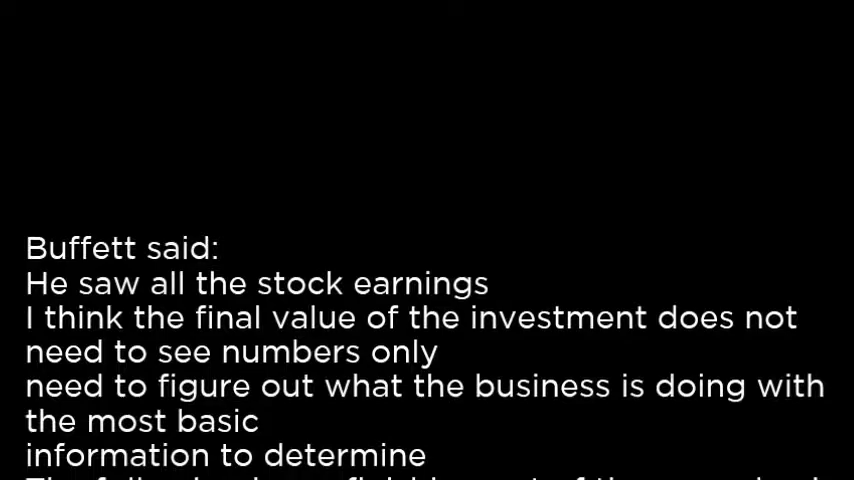 Buffett said:
He saw all the stock earnings
I think the final value of the investment does not
need to see numbers only
need to figure out what the business is doing with
the most basic
information to determine